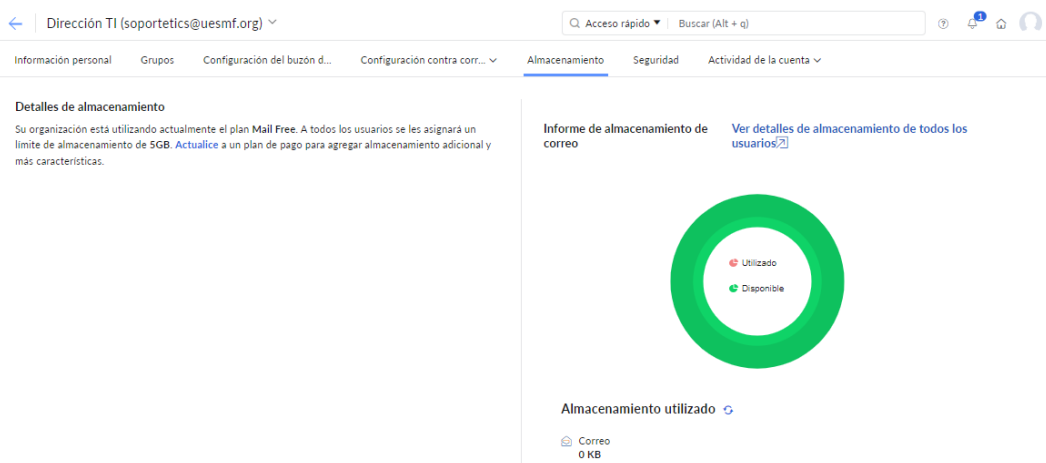 Dirección TI (soportetics@uesmf.org)
Acceso rápido
Buscar (Alt + q)
1
Información personal
Grupos
Configuración del buzón d...
Configuración contra corr...
Almacenamiento
Seguridad
Actividad de la cuenta
Detalles de almacenamiento
Su organización está utilizando actualmente el plan Mail Free. A todos los usuarios se les asignará un
límite de almacenamiento de 5GB. Actualice a un plan de pago para agregar almacenamiento adicional y
más características.
Informe de almacenamiento de
correo
Ver detalles de almacenamiento de todos los
usuarios
Utilizado
Disponible
Almacenamiento utilizado
Correo
0 KB